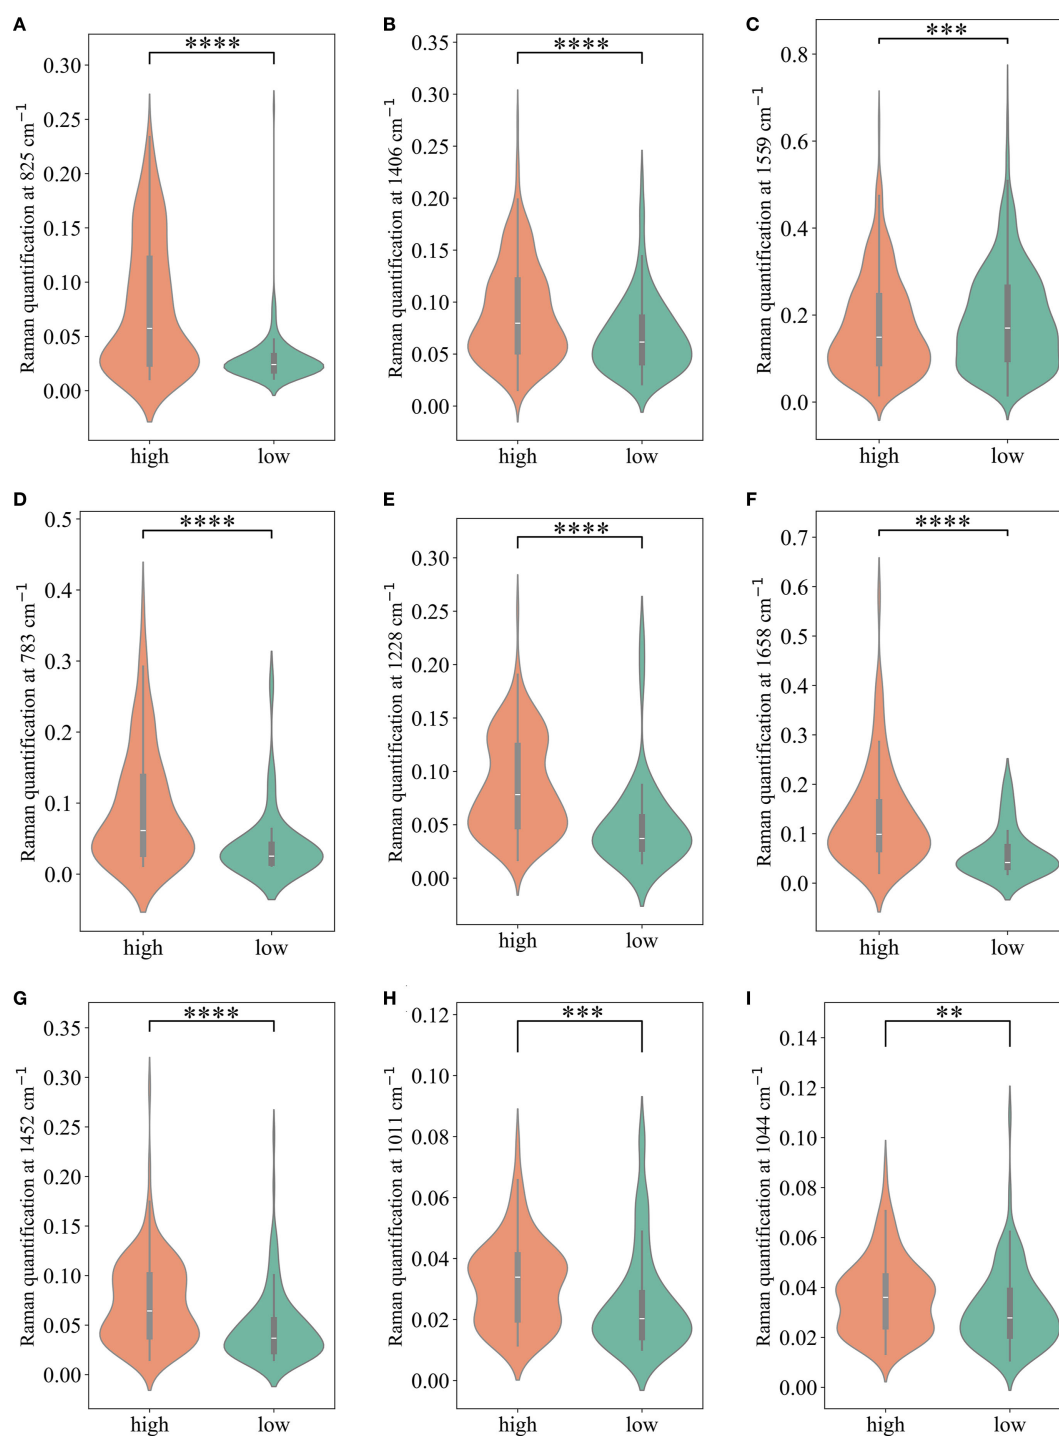 A
****
Raman quantification at 825 cm⁻¹
0.30
0.25
0.20
0.15
0.10
0.05
0.00
high low
B
****
Raman quantification at 1406 cm⁻¹
0.35
0.30
0.25
0.20
0.15
0.10
0.05
0.00
high low
C
***
Raman quantification at 1559 cm⁻¹
0.8
0.6
0.4
0.2
0.0
high low
D
****
Raman quantification at 783 cm⁻¹
0.5
0.4
0.3
0.2
0.1
0.0
high low
E
****
Raman quantification at 1228 cm⁻¹
0.30
0.25
0.20
0.15
0.10
0.05
0.00
high low
F
****
Raman quantification at 1658 cm⁻¹
0.7
0.6
0.5
0.4
0.3
0.2
0.1
0.0
high low
G
****
Raman quantification at 1452 cm⁻¹
0.35
0.30
0.25
0.20
0.15
0.10
0.05
0.00
high low
H
***
Raman quantification at 1011 cm⁻¹
0.12
0.10
0.08
0.06
0.04
0.02
0.00
high low
I
**
Raman quantification at 1044 cm⁻¹
0.14
0.12
0.10
0.08
0.06
0.04
0.02
0.00
high low